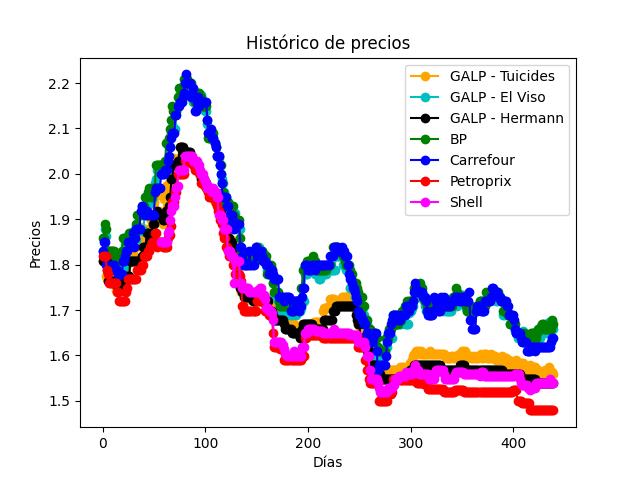 Histórico de precios
GALP - Tuicides
GALP - El Viso
GALP - Hermann
BP
Carrefour
Petroprix
Shell
Precios
2.2
2.1
2.0
1.9
1.8
1.7
1.6
1.5
0
100
200
300
400
Días